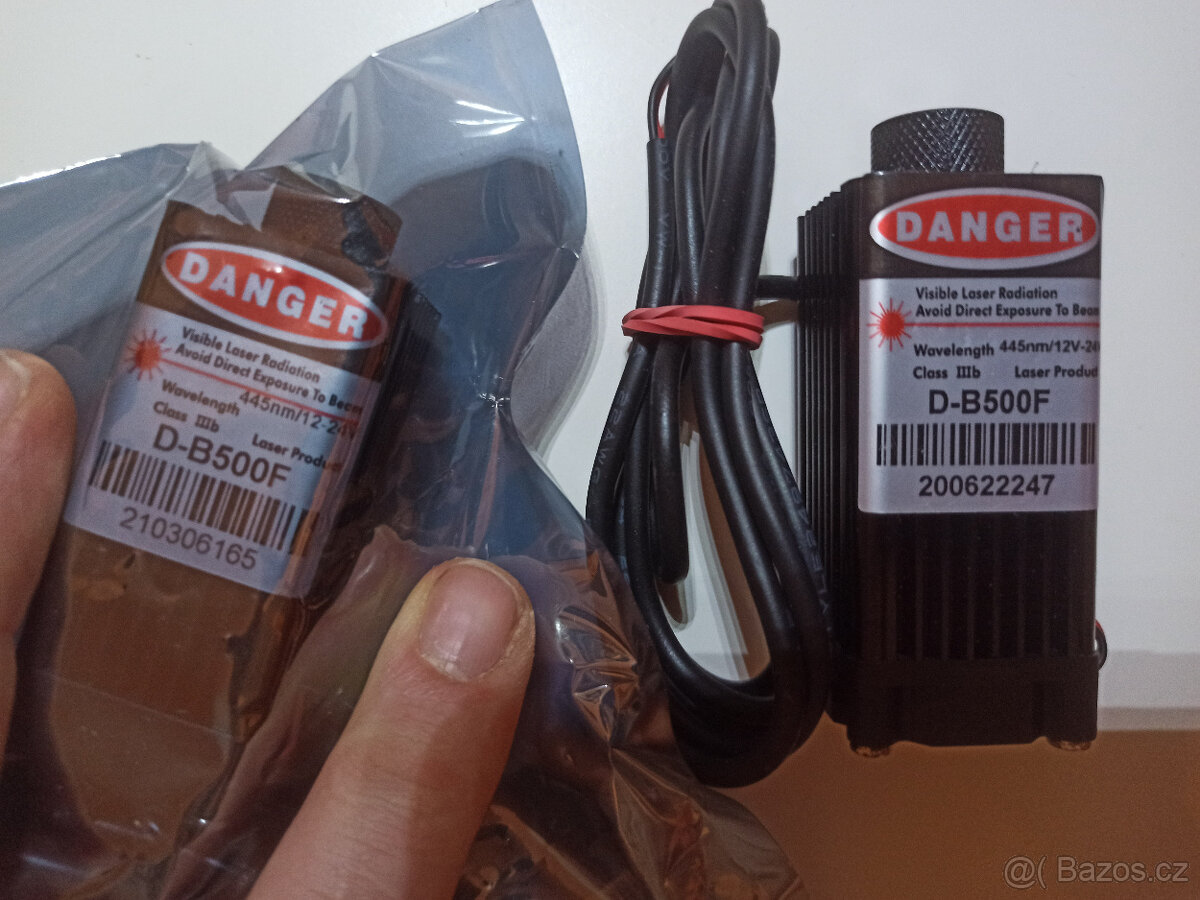 DANGER
Visible Laser Radiation
Avoid Direct Exposure To Beam
Wavelength 445nm/12-24V
Class IIIb Laser Produc
D-B500F
210306165
DANGER
Visible Laser Radiation
Avoid Direct Exposure To Beam
Wavelength 445nm/12V-24
Class IIIb Laser Product
D-B500F
200622247
@( Bazos.cz